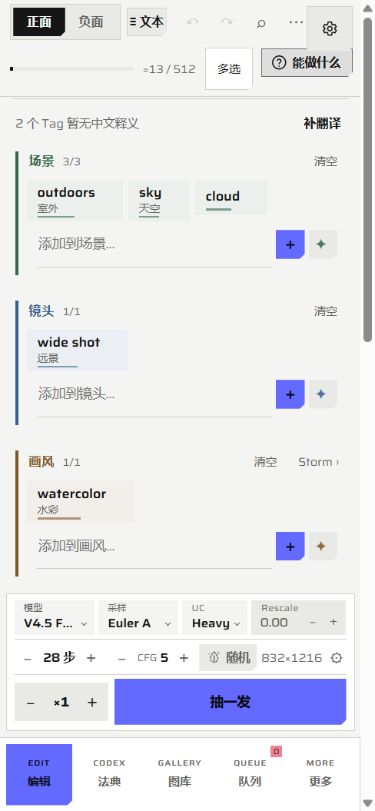 正面 负面 文本
≈13 / 512 多选 ? 能做什么
2 个 Tag 暂无中文释义 补翻译
场景 3/3 清空
outdoors sky cloud
室外 天空
添加到场景... +
镜头 1/1 清空
wide shot
远景
添加到镜头... +
画风 1/1 清空 Storm ›
watercolor
水彩
添加到画风... +
模型 采样 UC Rescale
V4.5 F... Euler A Heavy 0.00 − +
− 28 步 + − CFG 5 + 随机 832×1216
− ×1 + 抽一发
EDIT CODEX GALLERY QUEUE MORE
编辑 法典 图库 队列 更多